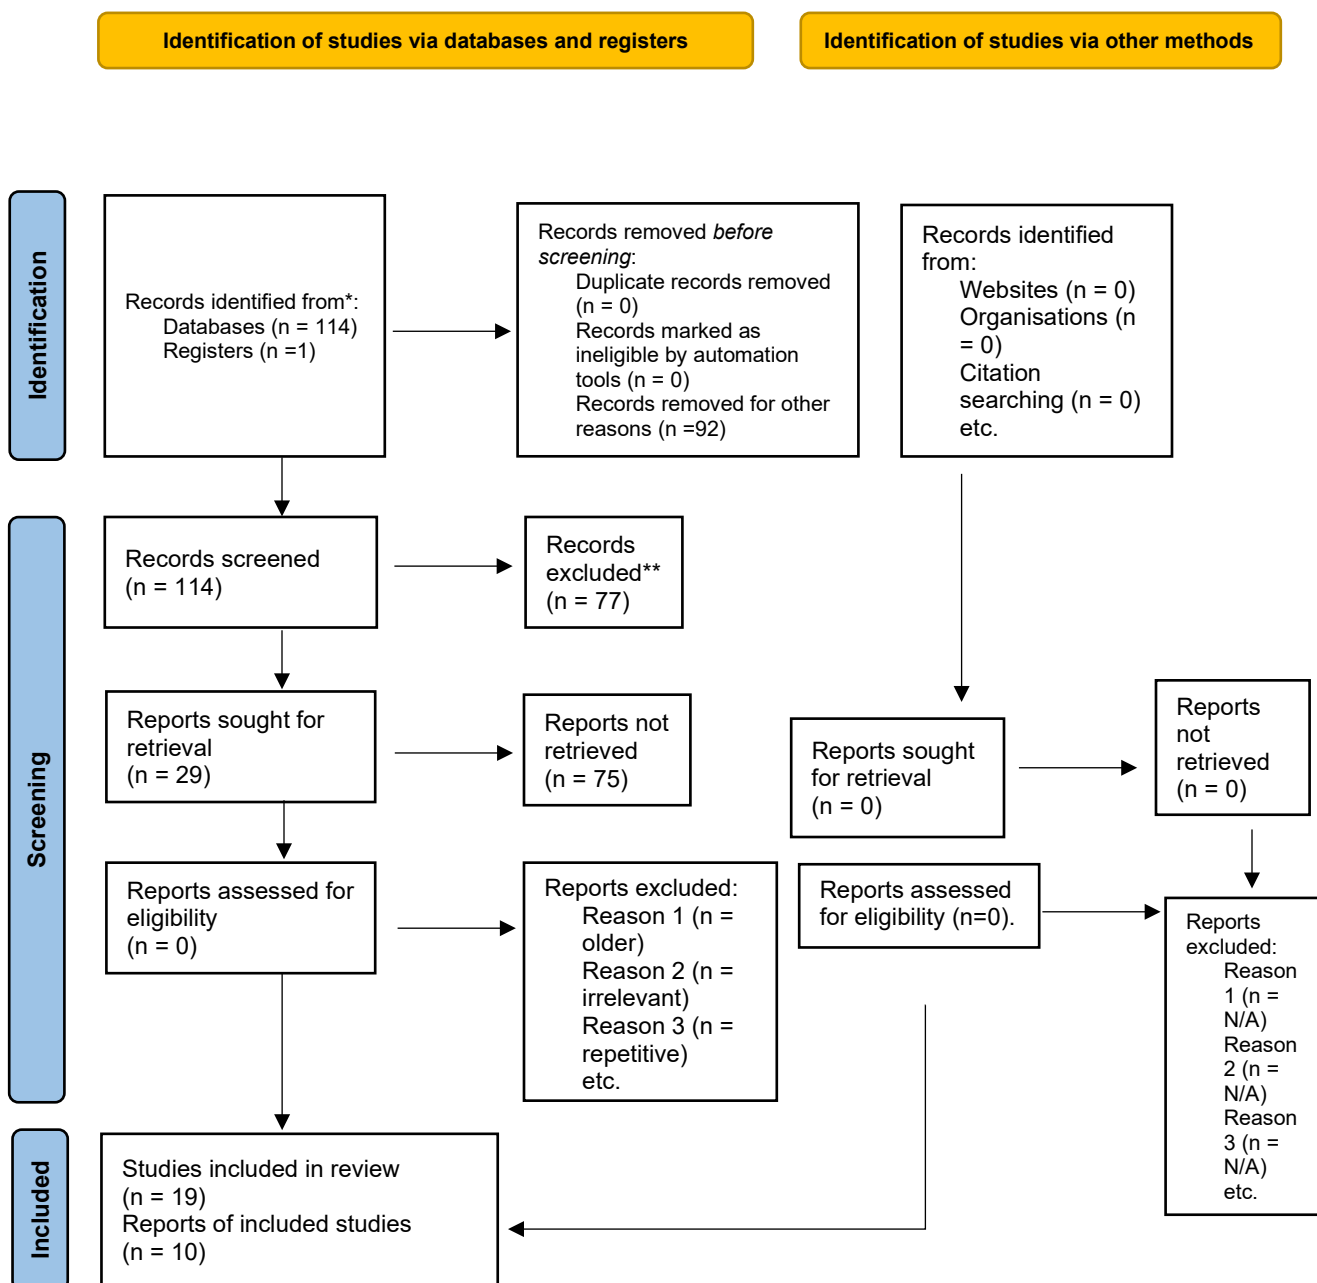 Identification of studies via databases and registers
Identification of studies via other methods
Identification
Records identified from*:
Databases (n = 114)
Registers (n =1)
Records removed before
screening:
Duplicate records removed
(n = 0)
Records marked as
ineligible by automation
tools (n = 0)
Records removed for other
reasons (n =92)
Records identified
from:
Websites (n = 0)
Organisations (n
= 0)
Citation
searching (n = 0)
etc.
Screening
Records screened
(n = 114)
Records
excluded**
(n = 77)
Reports sought for
retrieval
(n = 29)
Reports not
retrieved
(n = 75)
Reports sought
for retrieval
(n = 0)
Reports
not
retrieved
(n = 0)
Reports assessed for
eligibility
(n = 0)
Reports excluded:
Reason 1 (n =
older)
Reason 2 (n =
irrelevant)
Reason 3 (n =
repetitive)
etc.
Reports assessed
for eligibility (n=0).
Reports
excluded:
Reason
1 (n =
N/A)
Reason
2 (n =
N/A)
Reason
3 (n =
N/A)
etc.
Included
Studies included in review
(n = 19)
Reports of included studies
(n = 10)